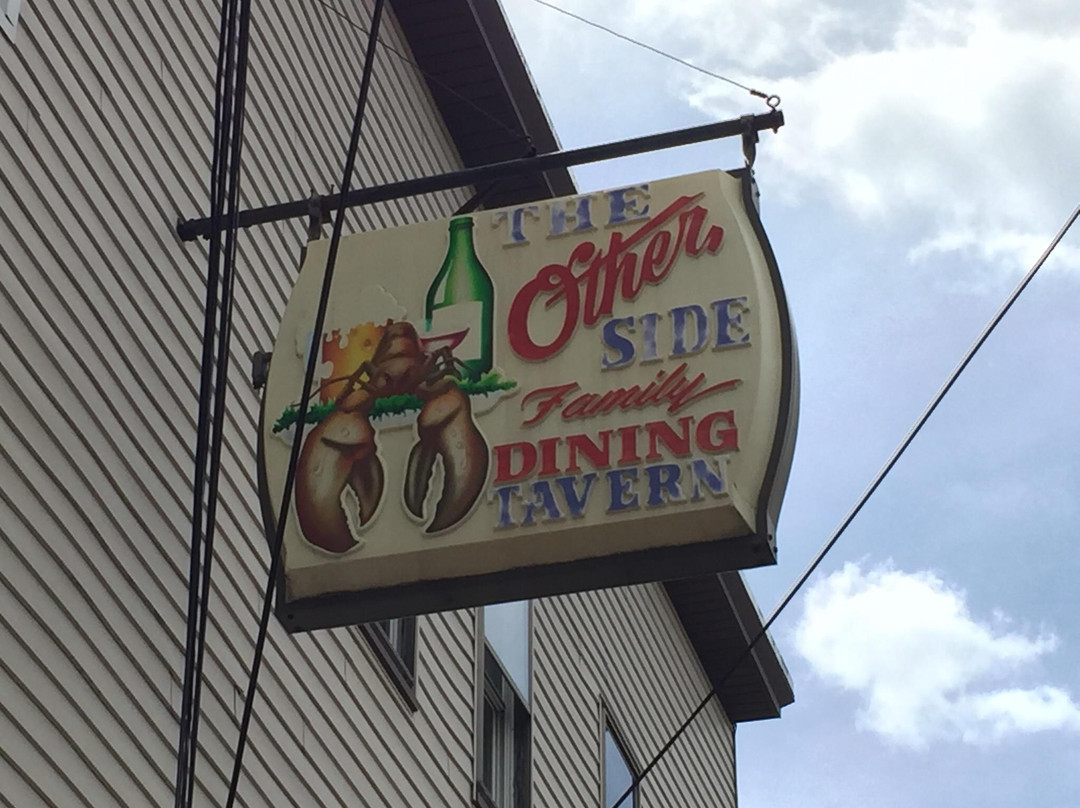 THE
Other
SIDE
Family
DINING
TAVERN